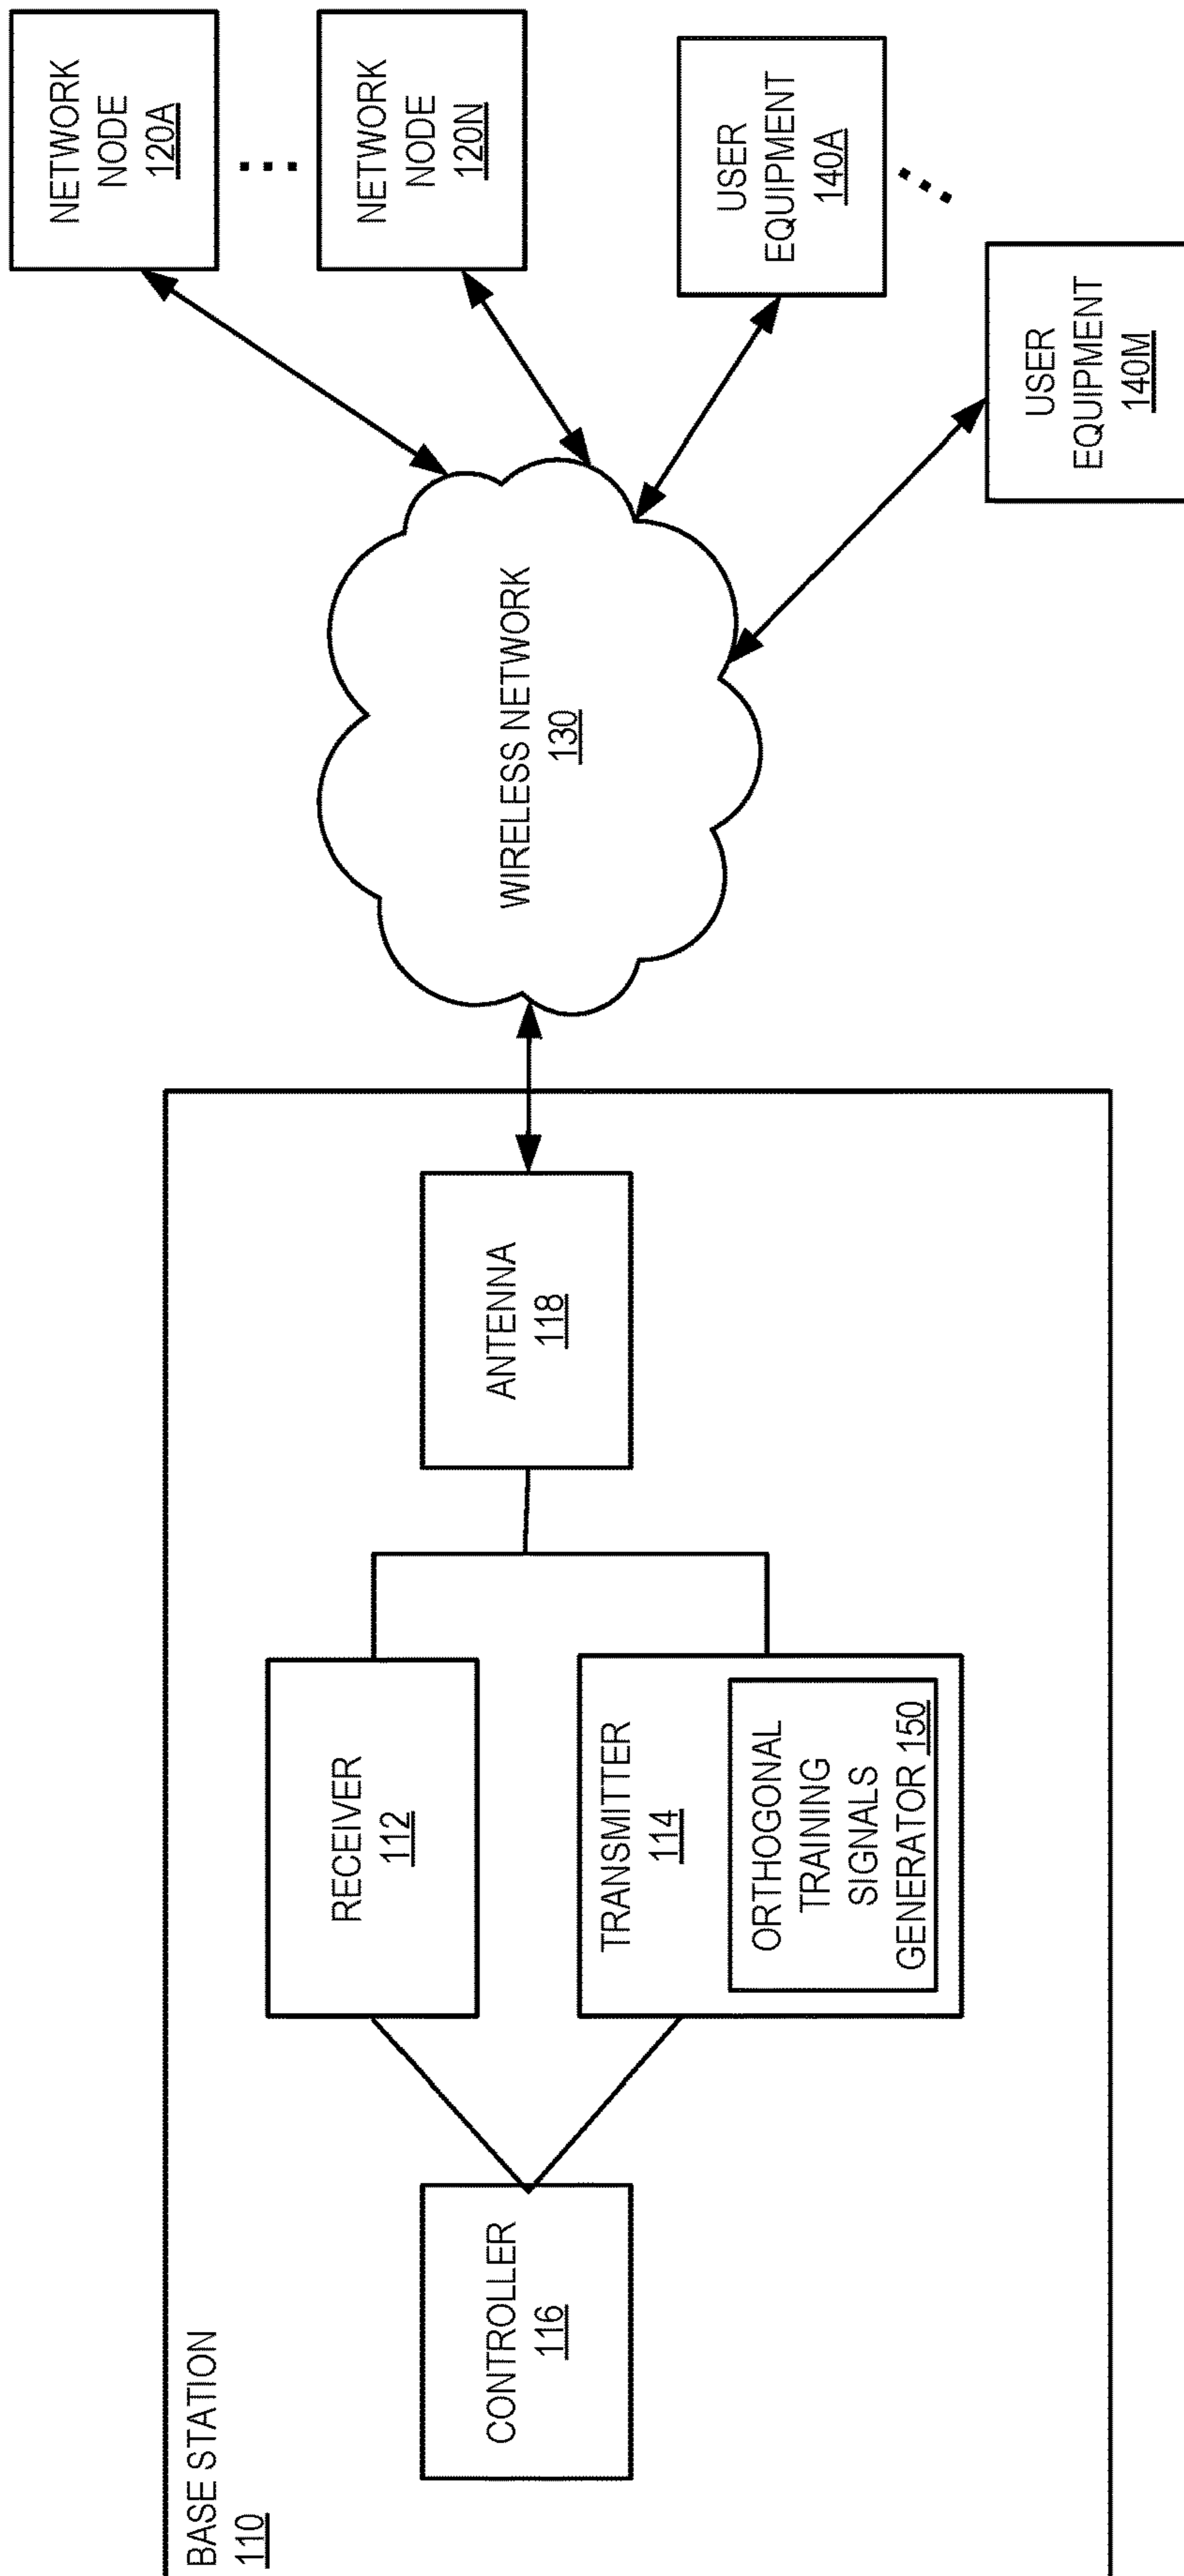 BASE STATION
110
CONTROLLER
116
RECEIVER
112
TRANSMITTER
114
ORTHOGONAL
TRAINING
SIGNALS
GENERATOR 150
ANTENNA
118
WIRELESS NETWORK
130
NETWORK
NODE
120A
NETWORK
NODE
120N
USER
EQUIPMENT
140A
USER
EQUIPMENT
140M